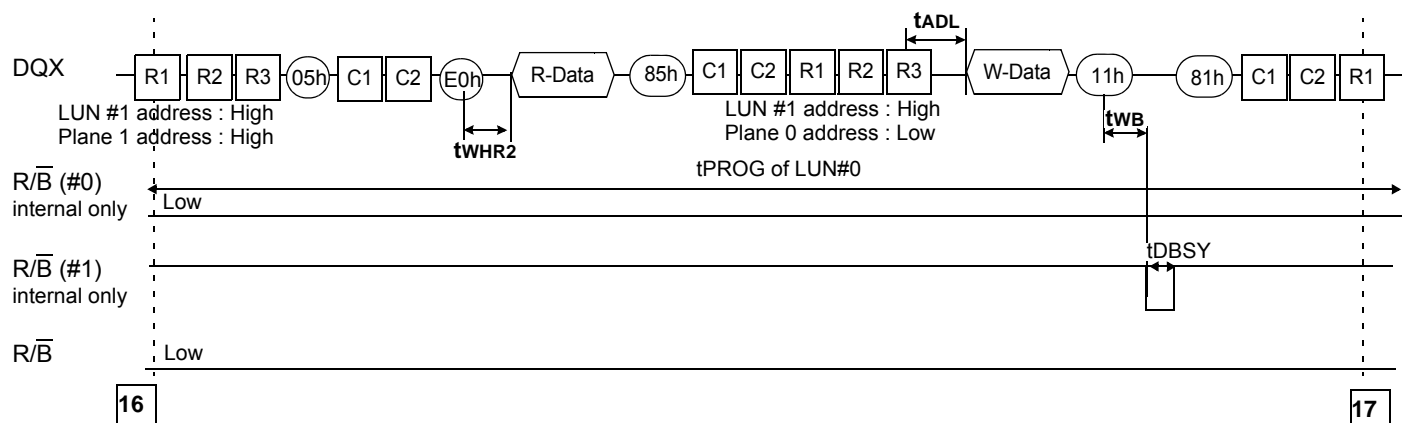 tADL
DQX R1 R2 R3 05h C1 C2 E0h R-Data 85h C1 C2 R1 R2 R3 W-Data 11h 81h C1 C2 R1
LUN #1 address : High LUN #1 address : High
Plane 1 address : High Plane 0 address : Low
tWHR2 tWB
R/B̅ (#0) tPROG of LUN#0
internal only Low
R/B̅ (#1) tDBSY
internal only
R/B̅ Low
16 17